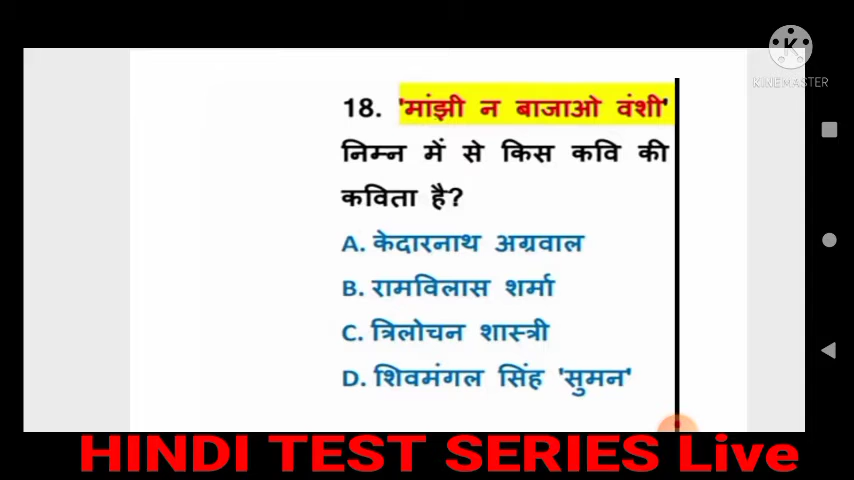 KINEMASTER
18. 'मांझी न बाजाओ वंशी'
निम्न में से किस कवि की
कविता है?
A. केदारनाथ अग्रवाल
B. रामविलास शर्मा
C. त्रिलोचन शास्त्री
D. शिवमंगल सिंह 'सुमन'
HINDI TEST SERIES Live